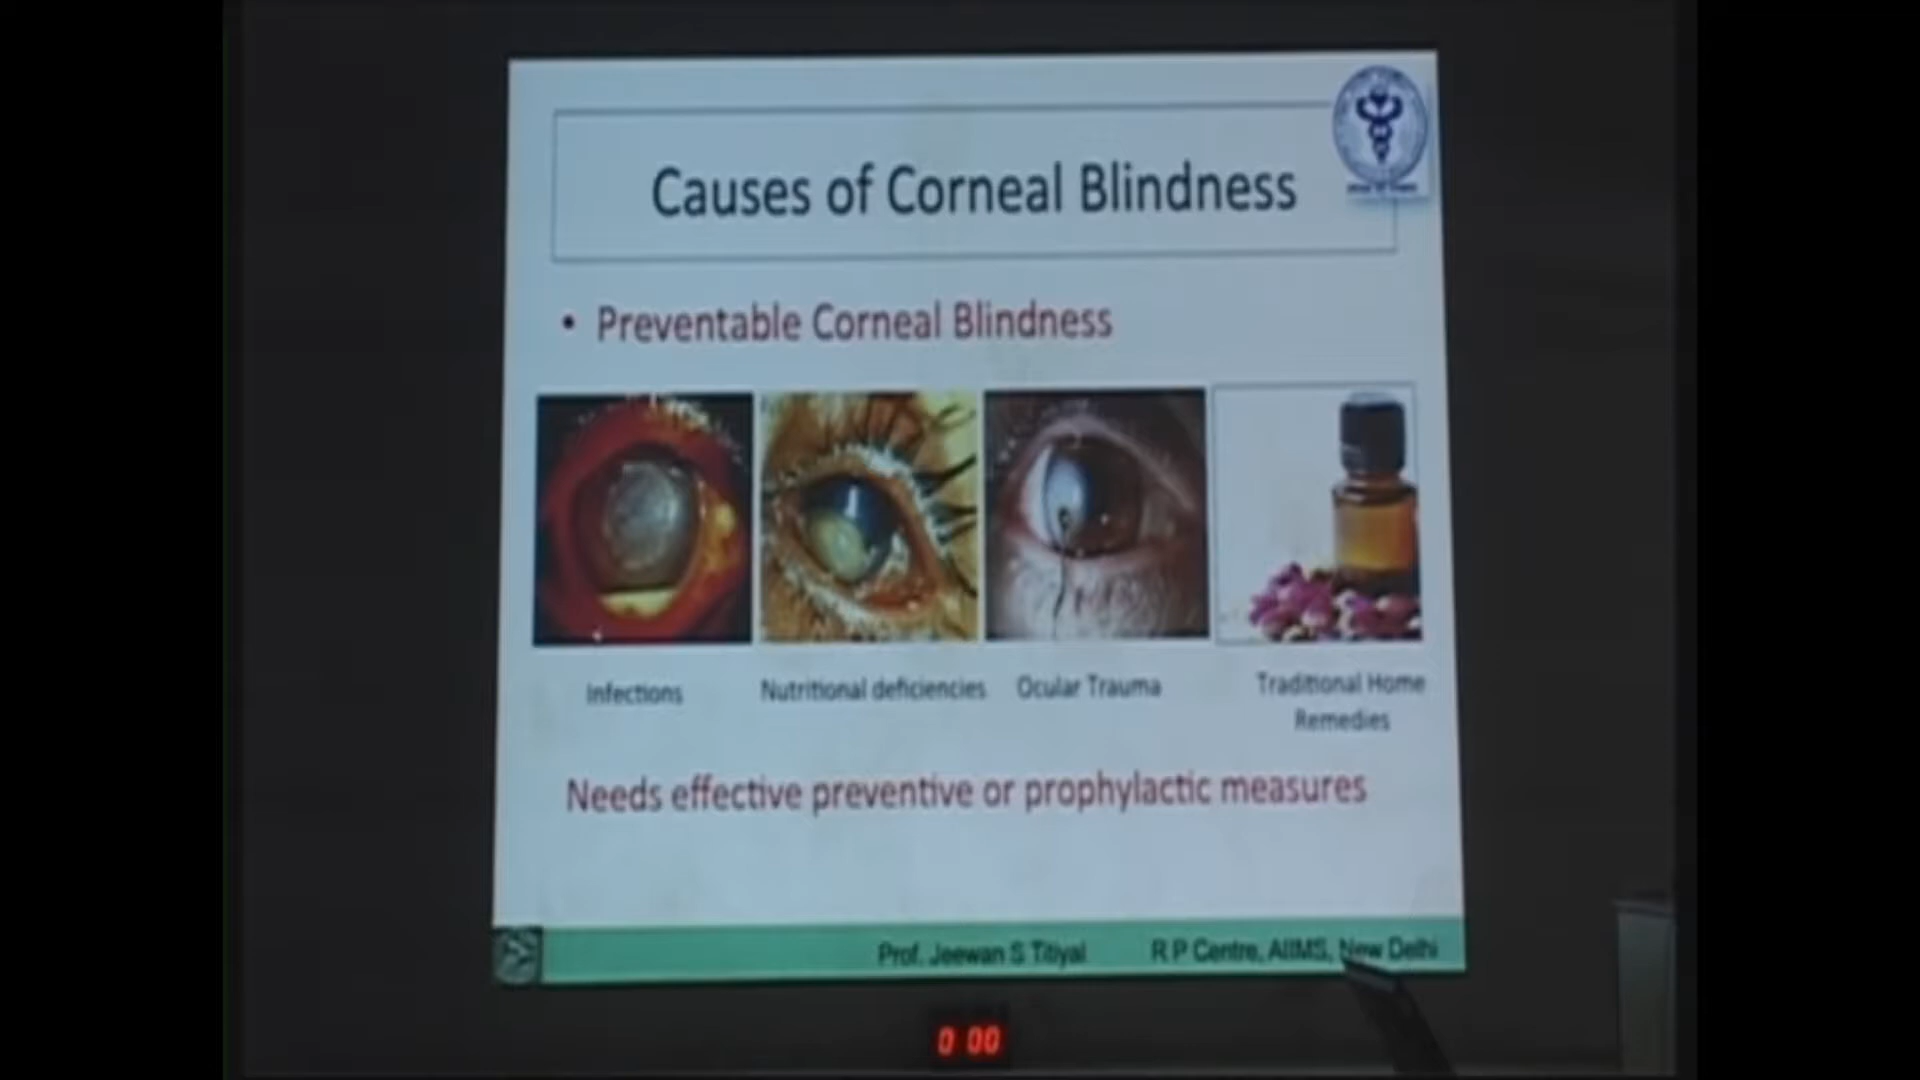 Causes of Corneal Blindness
• Preventable Corneal Blindness
Infections
Nutritional deficiencies
Ocular Trauma
Traditional Home
Remedies
Needs effective preventive or prophylactic measures
Prof. Jeewan S Titiyal
R P Centre, AIIMS, New Delhi
0 00